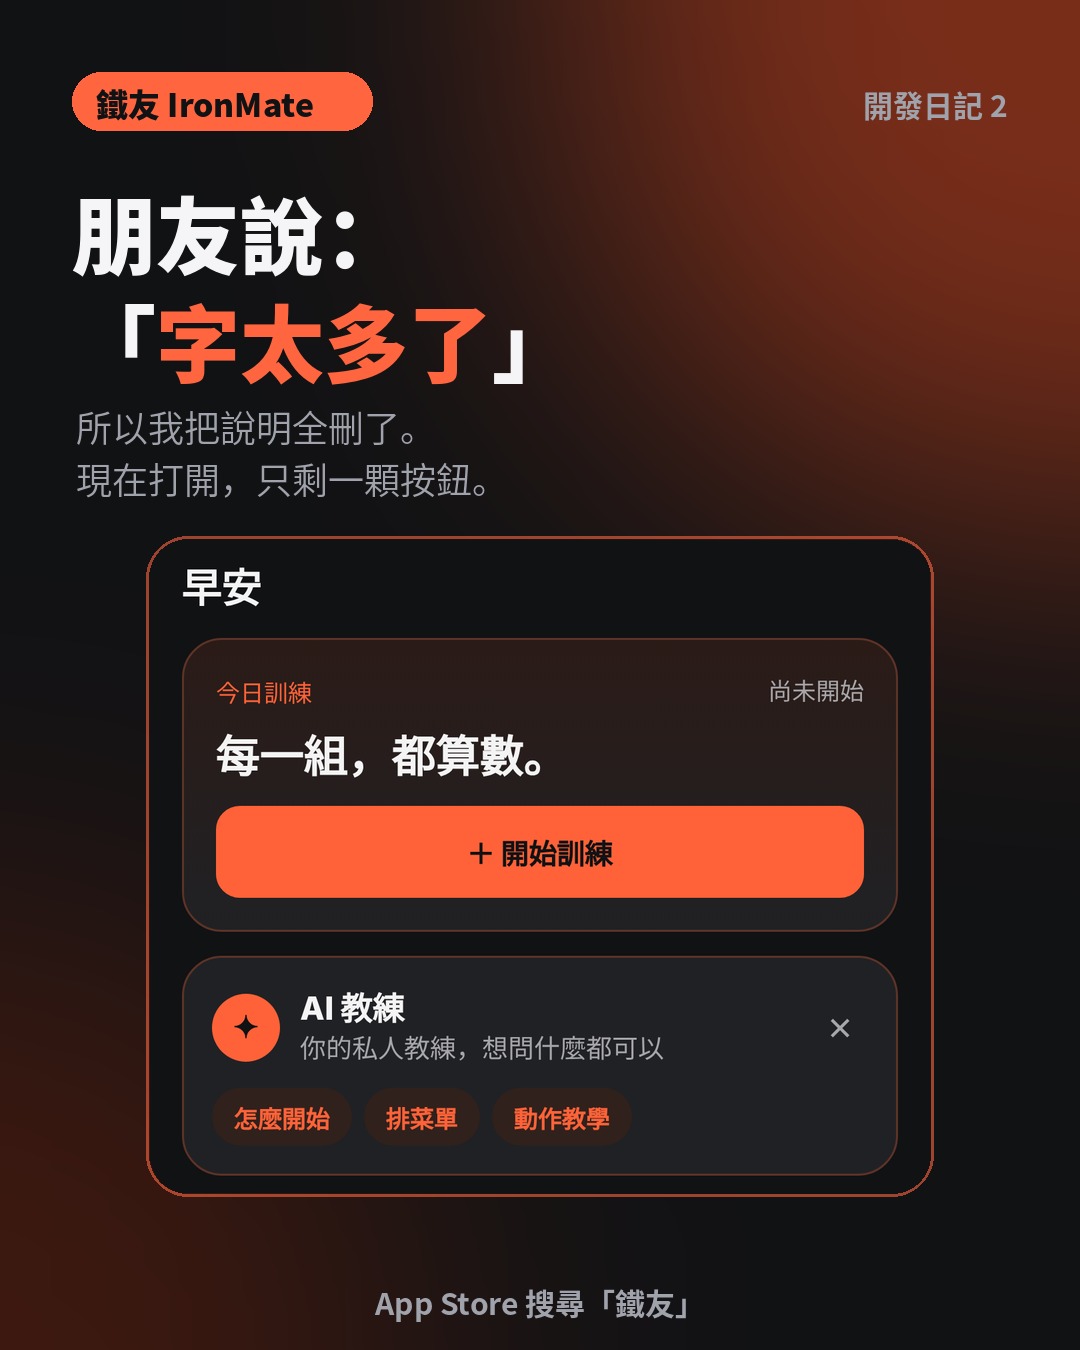 鐵友 IronMate
開發日記 2
朋友說：
「字太多了」
所以我把說明全刪了。
現在打開，只剩一顆按鈕。
早安
今日訓練
尚未開始
每一組，都算數。
＋ 開始訓練
AI 教練
你的私人教練，想問什麼都可以
✕
怎麼開始
排菜單
動作教學
App Store 搜尋「鐵友」